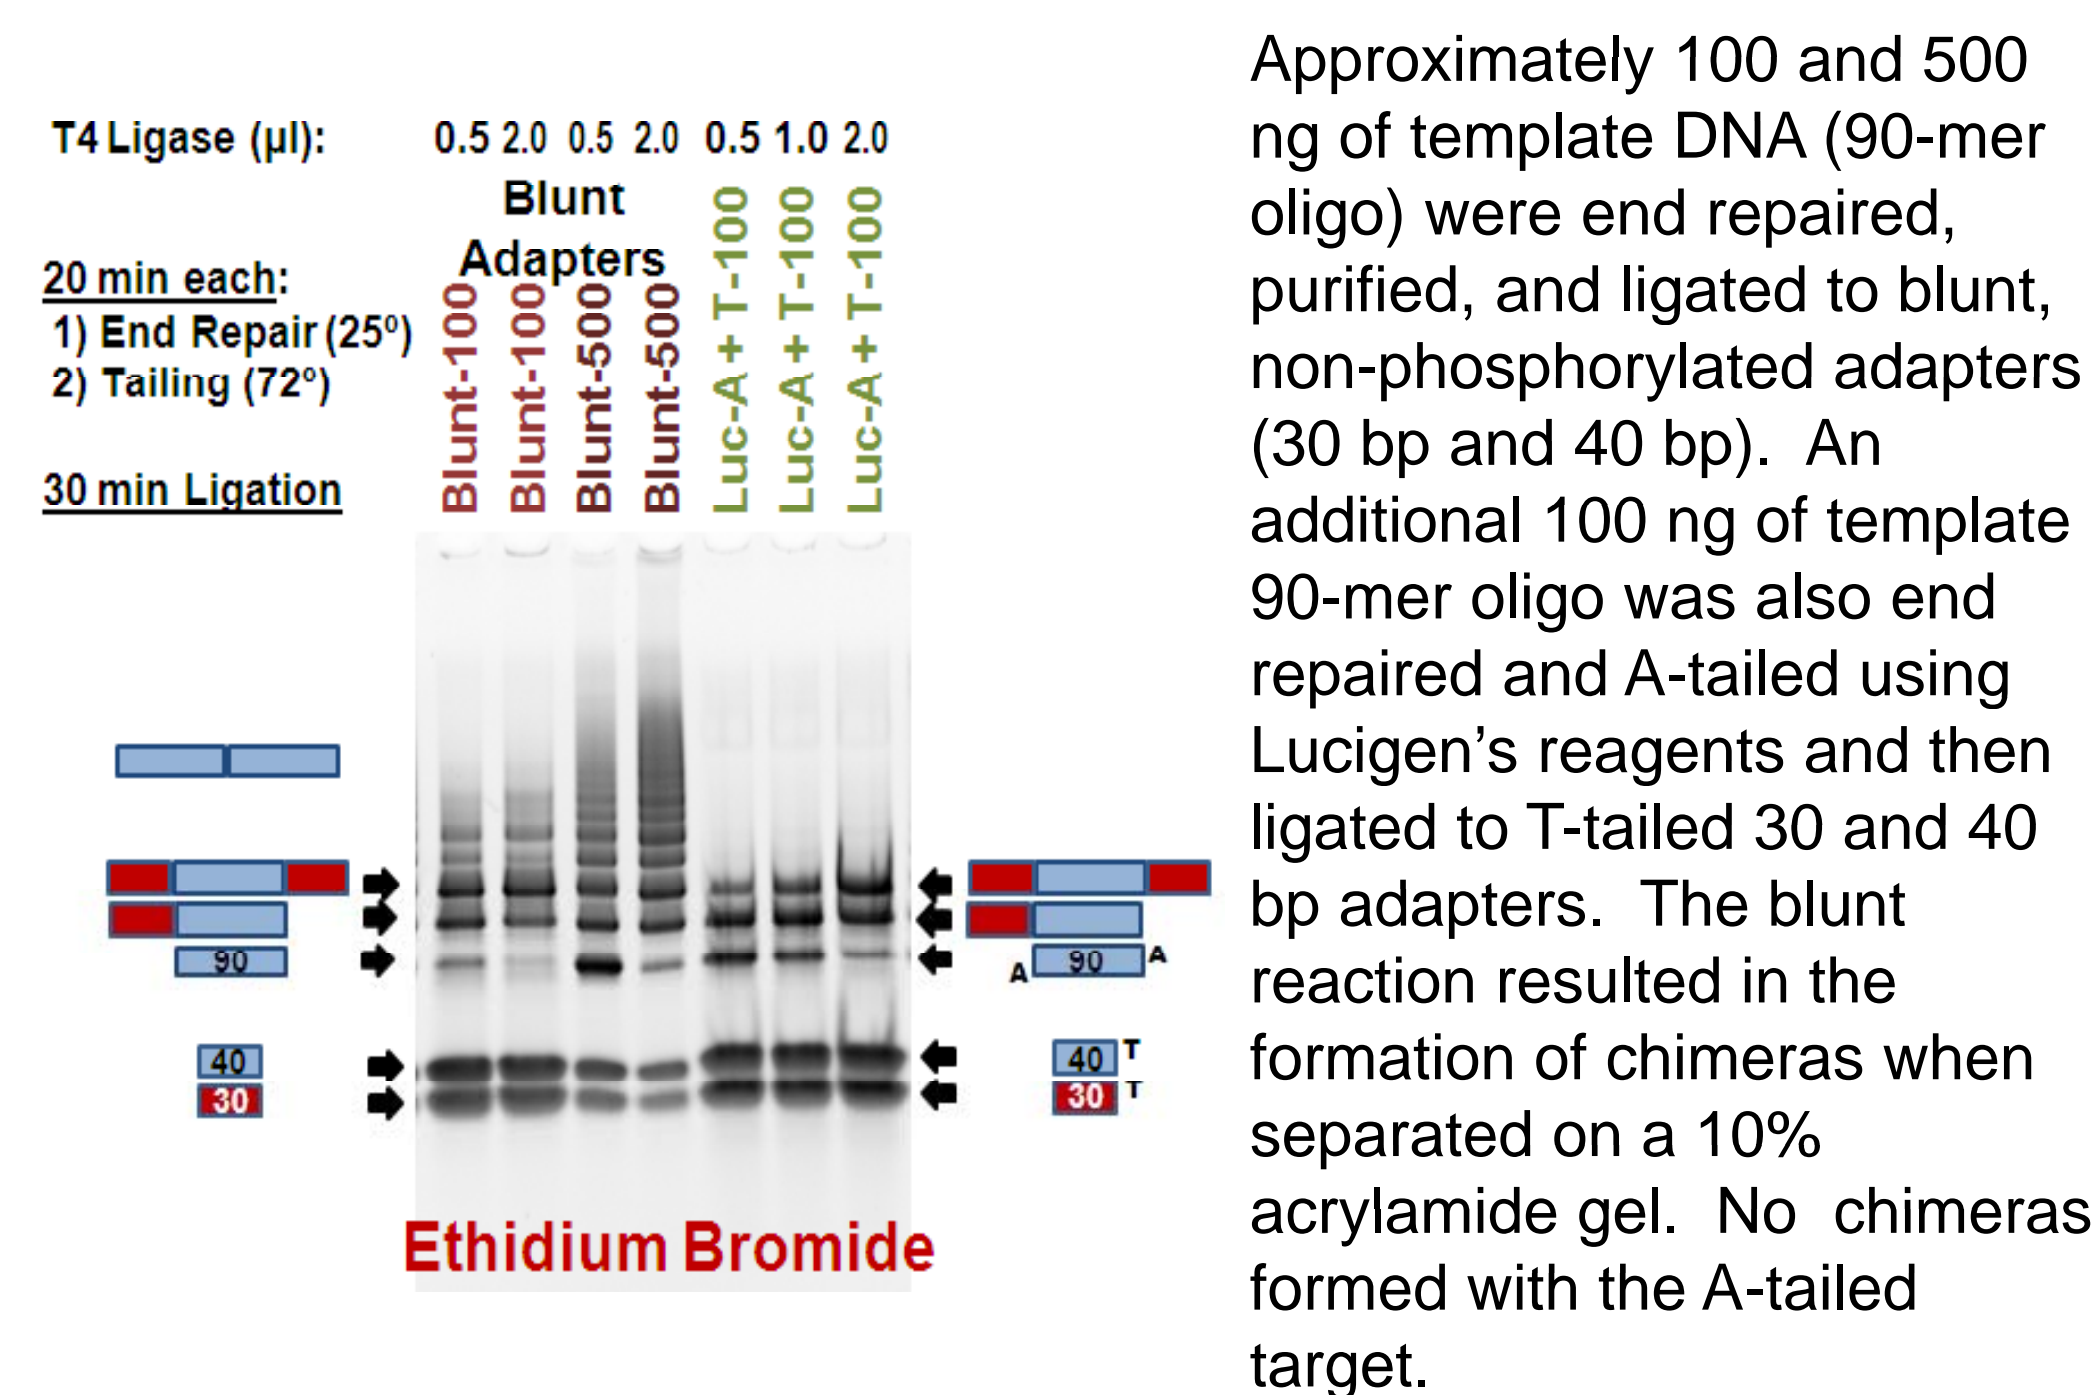 T4 Ligase (µl):
0.5 2.0 0.5 2.0 0.5 1.0 2.0
Blunt
Adapters
20 min each:
1) End Repair (25º)
2) Tailing (72º)
30 min Ligation
Blunt-100
Blunt-100
Blunt-500
Blunt-500
Luc-A + T-100
Luc-A + T-100
Luc-A + T-100
90
40
30
A 90 A
40 T
30 T
Ethidium Bromide
Approximately 100 and 500
ng of template DNA (90-mer
oligo) were end repaired,
purified, and ligated to blunt,
non-phosphorylated adapters
(30 bp and 40 bp).  An
additional 100 ng of template
90-mer oligo was also end
repaired and A-tailed using
Lucigen’s reagents and then
ligated to T-tailed 30 and 40
bp adapters.  The blunt
reaction resulted in the
formation of chimeras when
separated on a 10%
acrylamide gel.  No  chimeras
formed with the A-tailed
target.